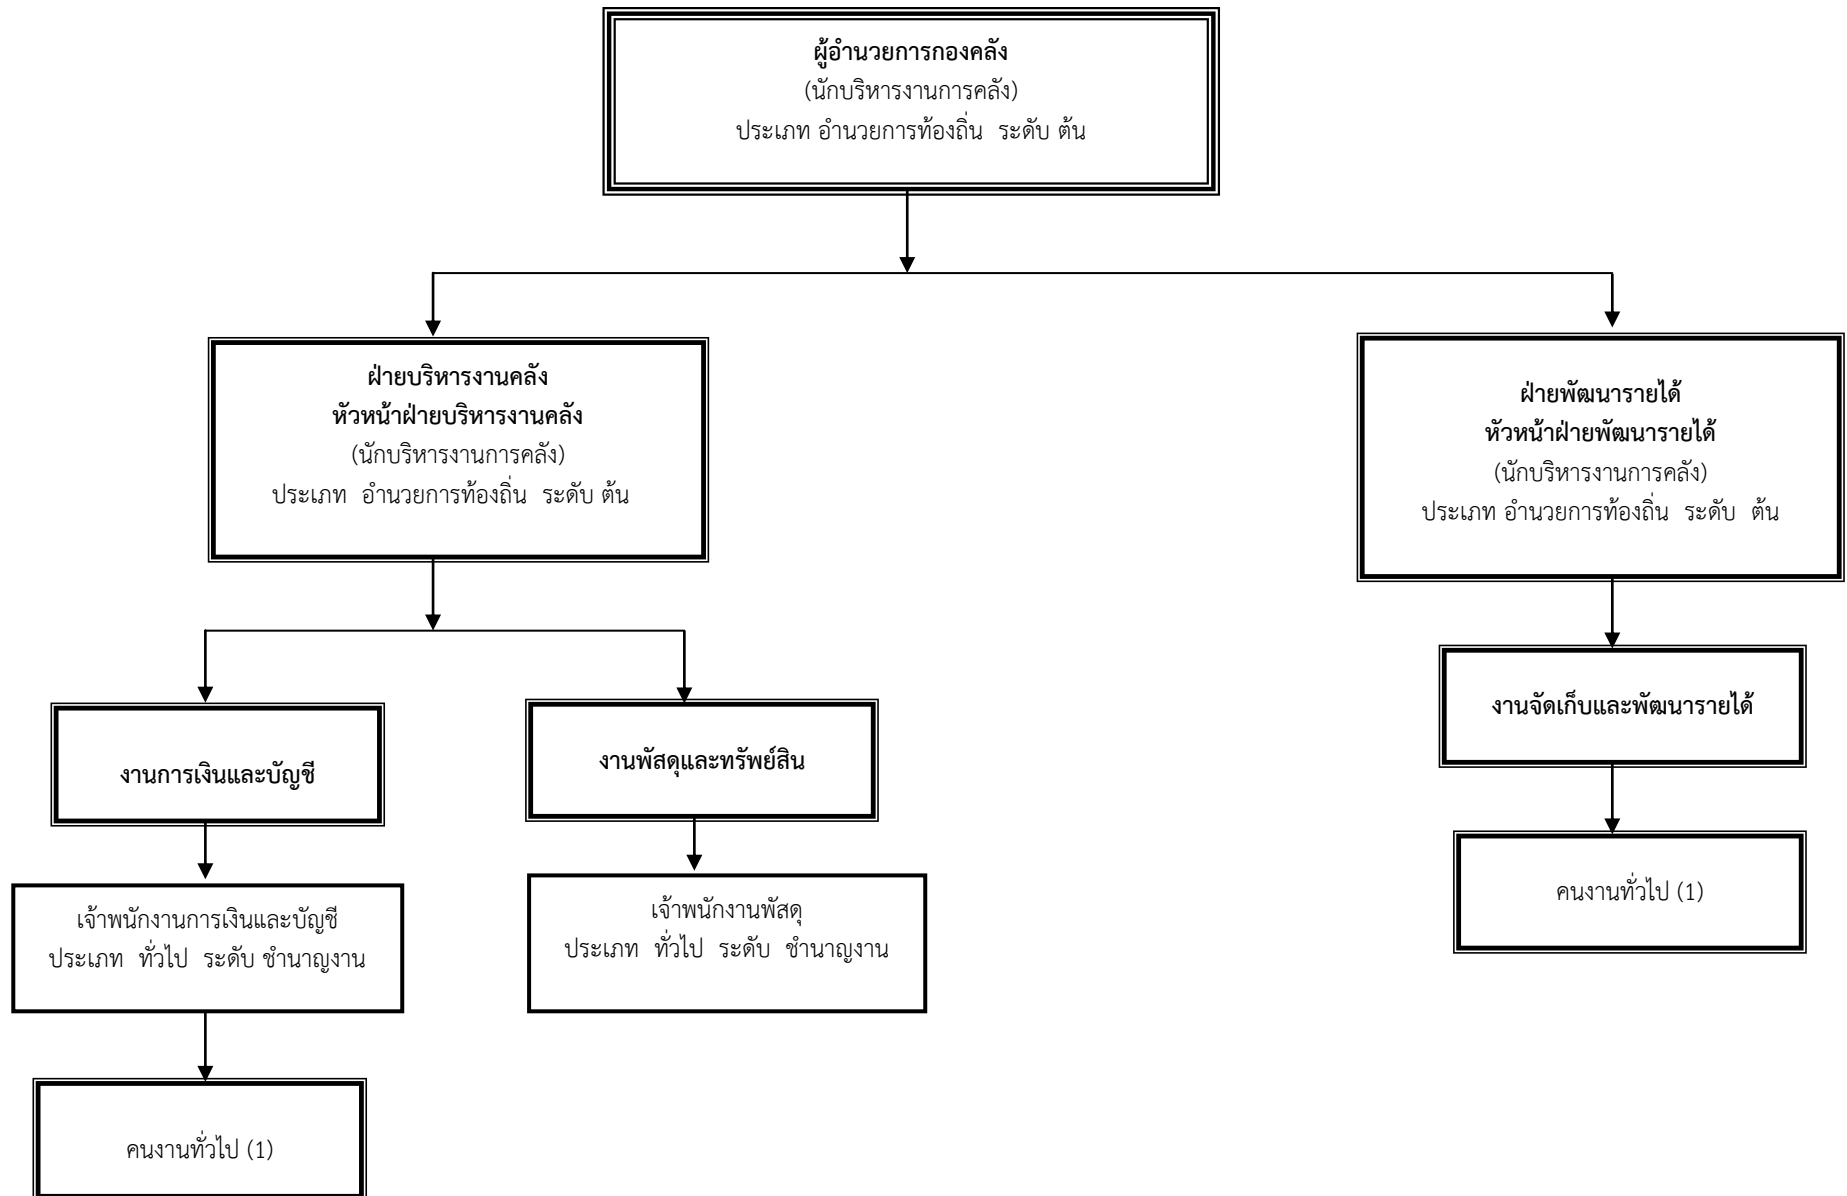 ผู้อำนวยการกองคลัง
(นักบริหารงานการคลัง)
ประเภท อำนวยการท้องถิ่น ระดับ ต้น
ฝ่ายบริหารงานคลัง
หัวหน้าฝ่ายบริหารงานคลัง
(นักบริหารงานการคลัง)
ประเภท อำนวยการท้องถิ่น ระดับ ต้น
ฝ่ายพัฒนารายได้
หัวหน้าฝ่ายพัฒนารายได้
(นักบริหารงานการคลัง)
ประเภท อำนวยการท้องถิ่น ระดับ ต้น
งานการเงินและบัญชี
งานพัสดุและทรัพย์สิน
งานจัดเก็บและพัฒนารายได้
เจ้าพนักงานการเงินและบัญชี
ประเภท ทั่วไป ระดับ ชำนาญงาน
เจ้าพนักงานพัสดุ
ประเภท ทั่วไป ระดับ ชำนาญงาน
คนงานทั่วไป (1)
คนงานทั่วไป (1)